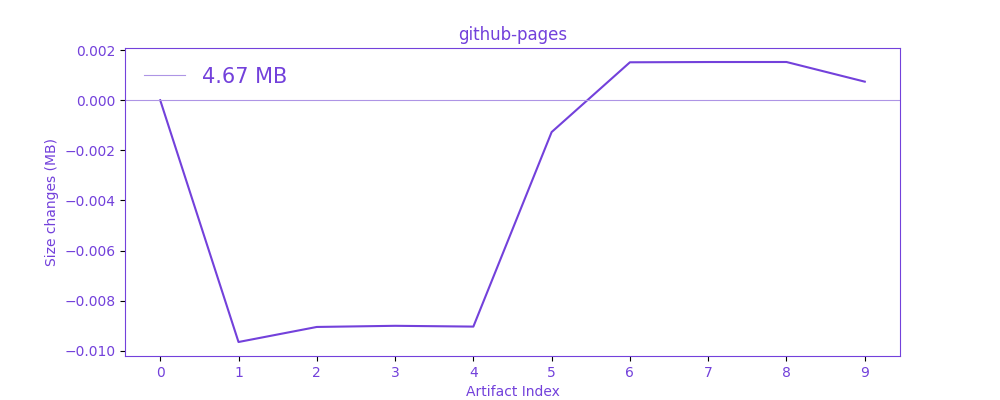 github-pages
4.67 MB
Size changes (MB)
0.002
0.000
−0.002
−0.004
−0.006
−0.008
−0.010
0 1 2 3 4 5 6 7 8 9
Artifact Index